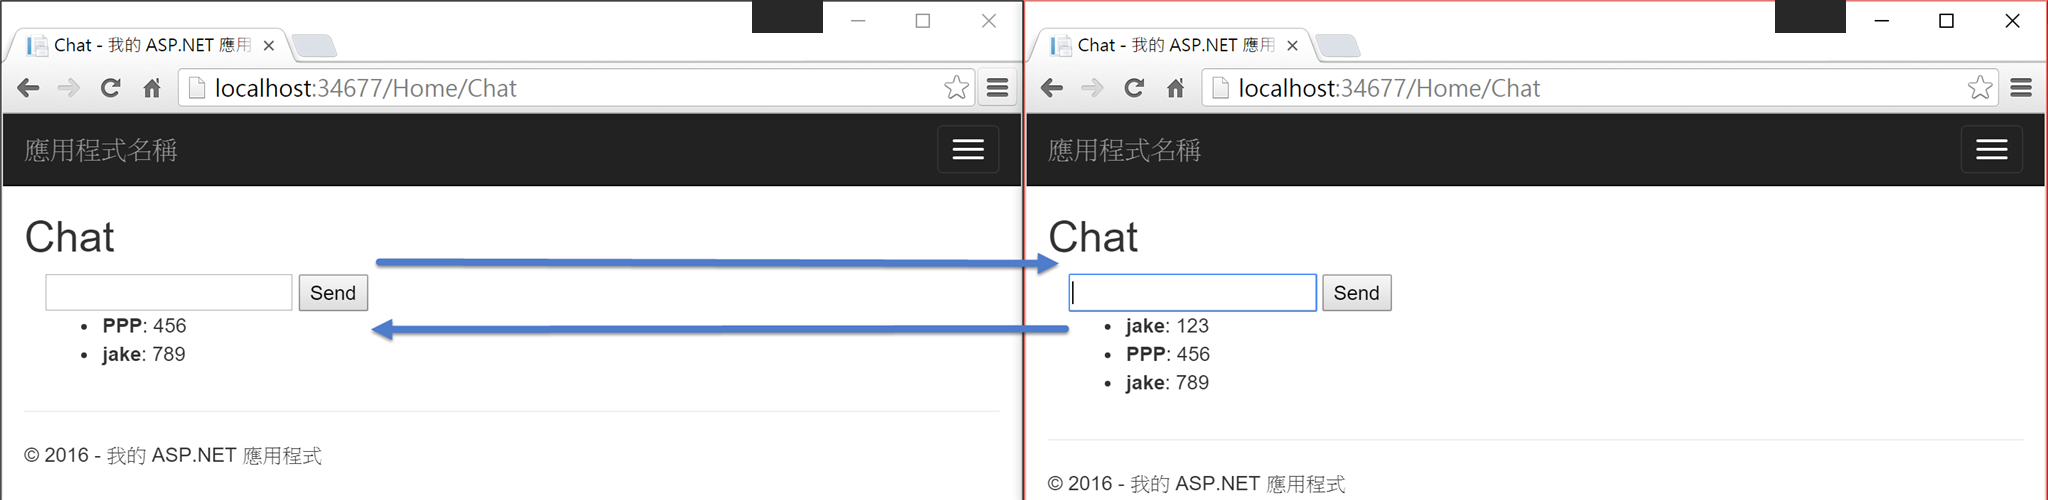 Chat - 我的 ASP.NET 應用
localhost:34677/Home/Chat
應用程式名稱
Chat
Send
PPP: 456
jake: 789
© 2016 - 我的 ASP.NET 應用程式
Chat - 我的 ASP.NET 應用
localhost:34677/Home/Chat
應用程式名稱
Chat
Send
jake: 123
PPP: 456
jake: 789
© 2016 - 我的 ASP.NET 應用程式